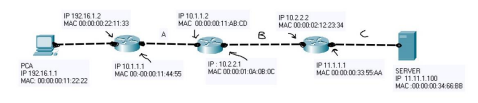 IP 192.16.1.2
MAC 00:00:00:22:11:33
IP 10.1.1.2
MAC 00:00:00:11:AB:CD
IP 10.2.2.2
MAC 00:00:02:12:23:34
A
B
C
PCA
IP 192.16.1.1
MAC: 00:00:00:11:22:22
IP 10.1.1.1
MAC: 00-00:00:11:44:55
IP : 10.2.2.1
MAC 00:00:01:0A:0B:0C
IP 11.1.1.1
MAC 00:00:00:33:55:AA
SERVER
IP 11.11.1.100
MAC :00:00:00:34:66:BB